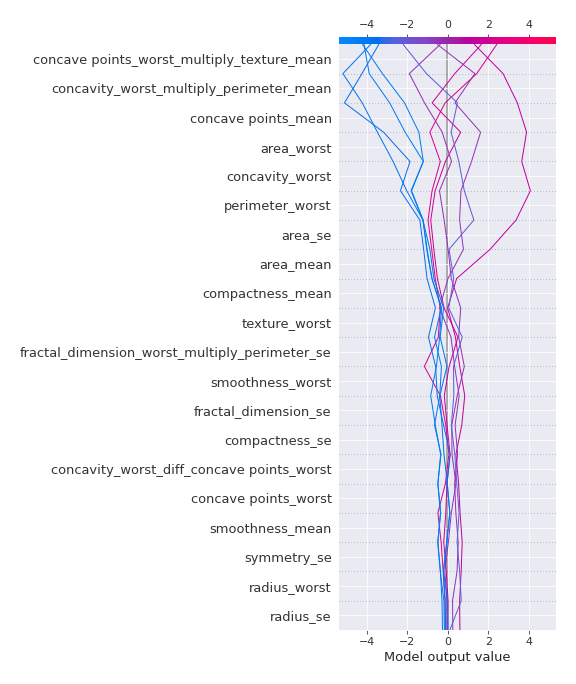 −4 −2 0 2 4
concave points_worst_multiply_texture_mean
concavity_worst_multiply_perimeter_mean
concave points_mean
area_worst
concavity_worst
perimeter_worst
area_se
area_mean
compactness_mean
texture_worst
fractal_dimension_worst_multiply_perimeter_se
smoothness_worst
fractal_dimension_se
compactness_se
concavity_worst_diff_concave points_worst
concave points_worst
smoothness_mean
symmetry_se
radius_worst
radius_se
−4 −2 0 2 4
Model output value